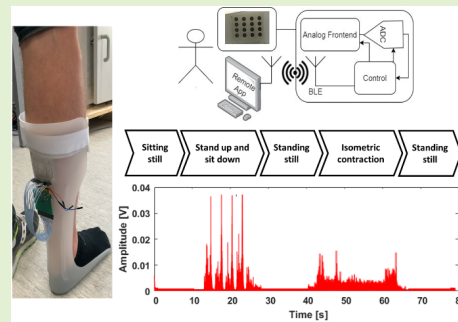 Analog Frontend
ADC
Control
BLE
Remote
App
Sitting
still
Stand up and
sit down
Standing
still
Isometric
contraction
Standing
still
0.04
0.03
0.02
0.01
0
Amplitude [V]
0 10 20 30 40 50 60 70 80
Time [s]